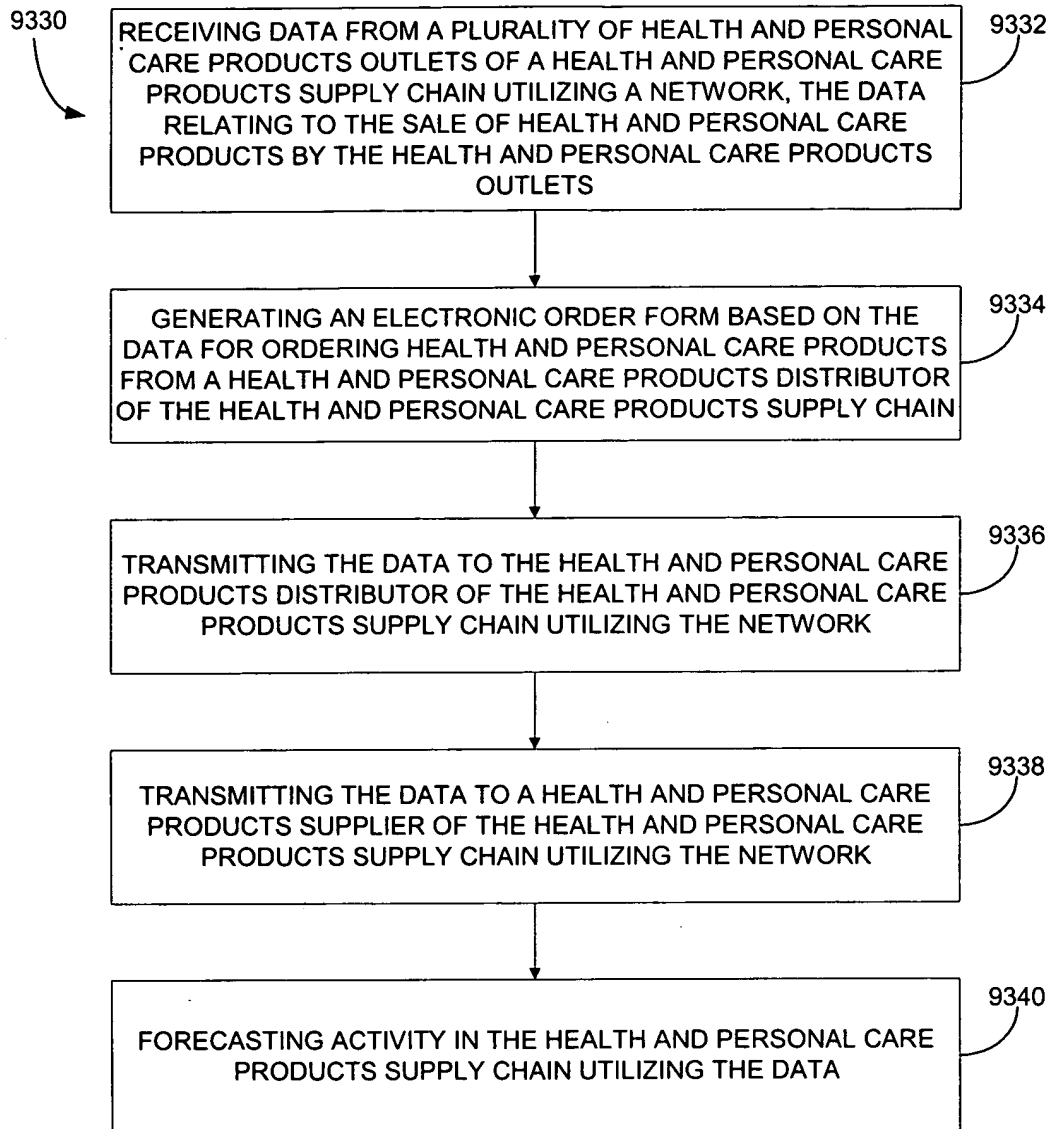 9330
RECEIVING DATA FROM A PLURALITY OF HEALTH AND PERSONAL
CARE PRODUCTS OUTLETS OF A HEALTH AND PERSONAL CARE
PRODUCTS SUPPLY CHAIN UTILIZING A NETWORK, THE DATA
RELATING TO THE SALE OF HEALTH AND PERSONAL CARE
PRODUCTS BY THE HEALTH AND PERSONAL CARE PRODUCTS
OUTLETS
9332
GENERATING AN ELECTRONIC ORDER FORM BASED ON THE
DATA FOR ORDERING HEALTH AND PERSONAL CARE PRODUCTS
FROM A HEALTH AND PERSONAL CARE PRODUCTS DISTRIBUTOR
OF THE HEALTH AND PERSONAL CARE PRODUCTS SUPPLY CHAIN
9334
TRANSMITTING THE DATA TO THE HEALTH AND PERSONAL CARE
PRODUCTS DISTRIBUTOR OF THE HEALTH AND PERSONAL CARE
PRODUCTS SUPPLY CHAIN UTILIZING THE NETWORK
9336
TRANSMITTING THE DATA TO A HEALTH AND PERSONAL CARE
PRODUCTS SUPPLIER OF THE HEALTH AND PERSONAL CARE
PRODUCTS SUPPLY CHAIN UTILIZING THE NETWORK
9338
FORECASTING ACTIVITY IN THE HEALTH AND PERSONAL CARE
PRODUCTS SUPPLY CHAIN UTILIZING THE DATA
9340